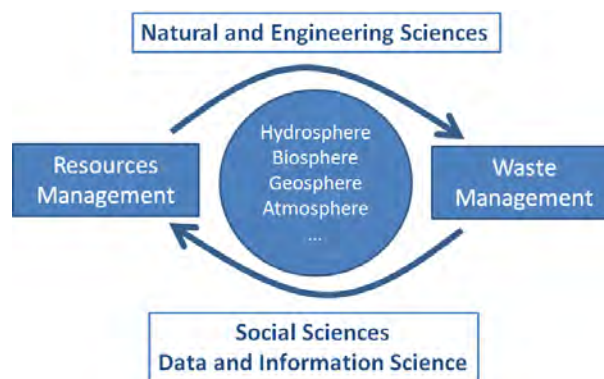 Natural and Engineering Sciences
Resources
Management
Hydrosphere
Biosphere
Geosphere
Atmosphere
...
Waste
Management
Social Sciences
Data and Information Science